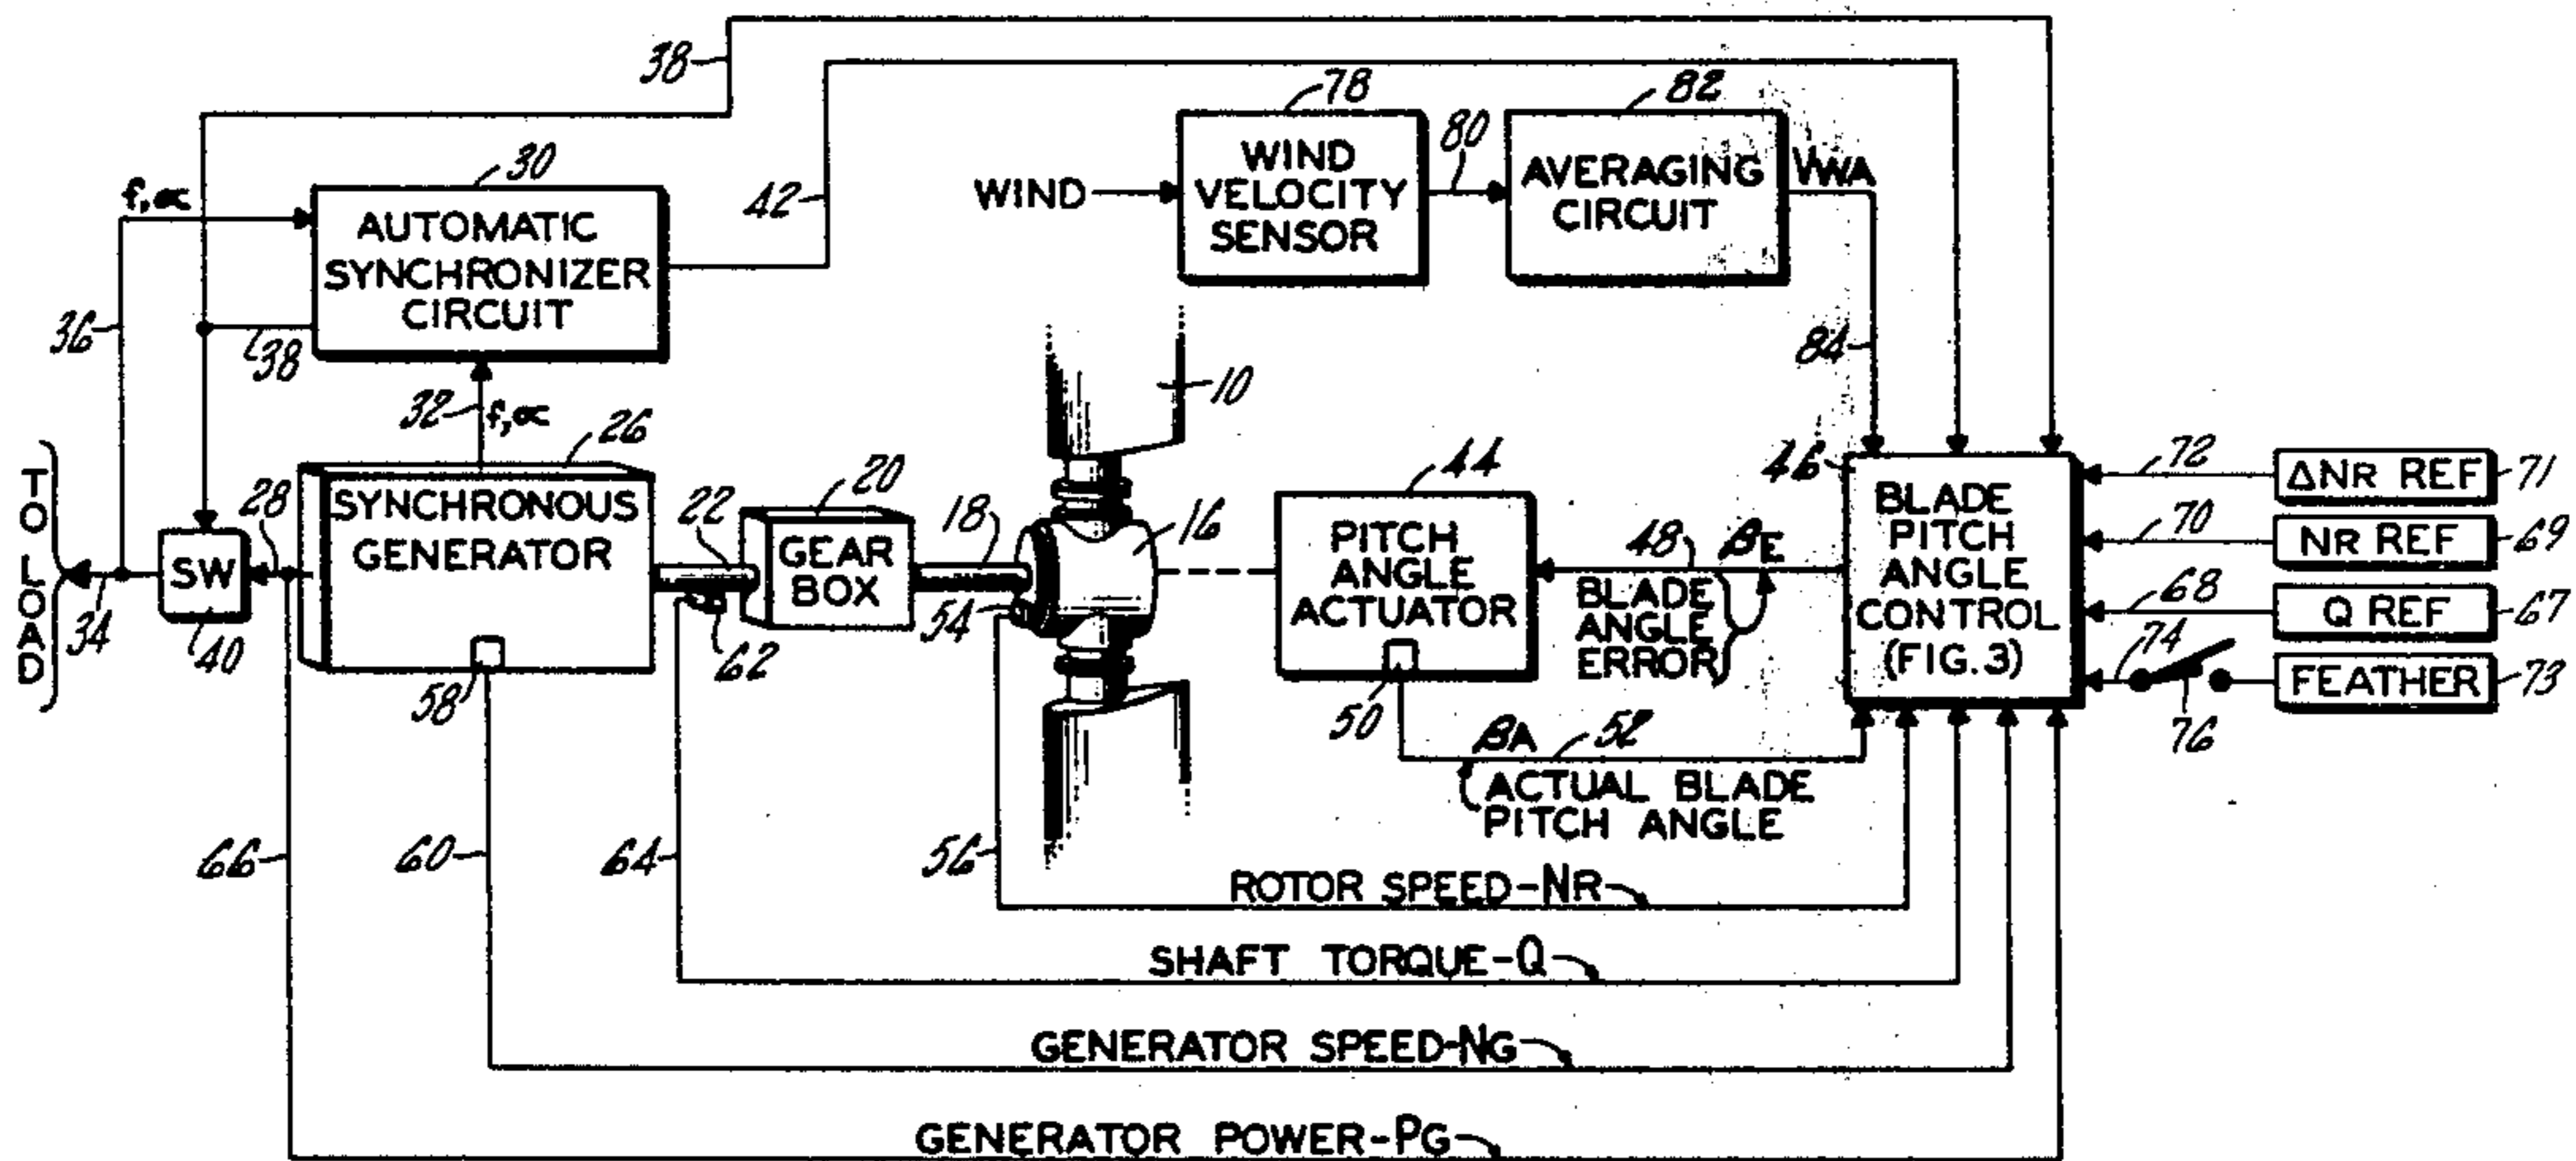 38
78
82
30
42
WIND
WIND
VELOCITY
SENSOR
80
AVERAGING
CIRCUIT
VWA
f,∝
AUTOMATIC
SYNCHRONIZER
CIRCUIT
36
38
84
32
f,∝
10
26
TO LOAD
34
SW
40
28
SYNCHRONOUS
GENERATOR
58
22
62
20
GEAR
BOX
18
54
16
44
PITCH
ANGLE
ACTUATOR
50
48
βE
BLADE
ANGLE
ERROR
46
BLADE
PITCH
ANGLE
CONTROL
(FIG. 3)
72
ΔNR REF
71
70
NR REF
69
68
Q REF
67
74
76
FEATHER
73
βA
52
ACTUAL BLADE
PITCH ANGLE
66
60
64
56
ROTOR SPEED-NR
SHAFT TORQUE-Q
GENERATOR SPEED-NG
GENERATOR POWER-PG